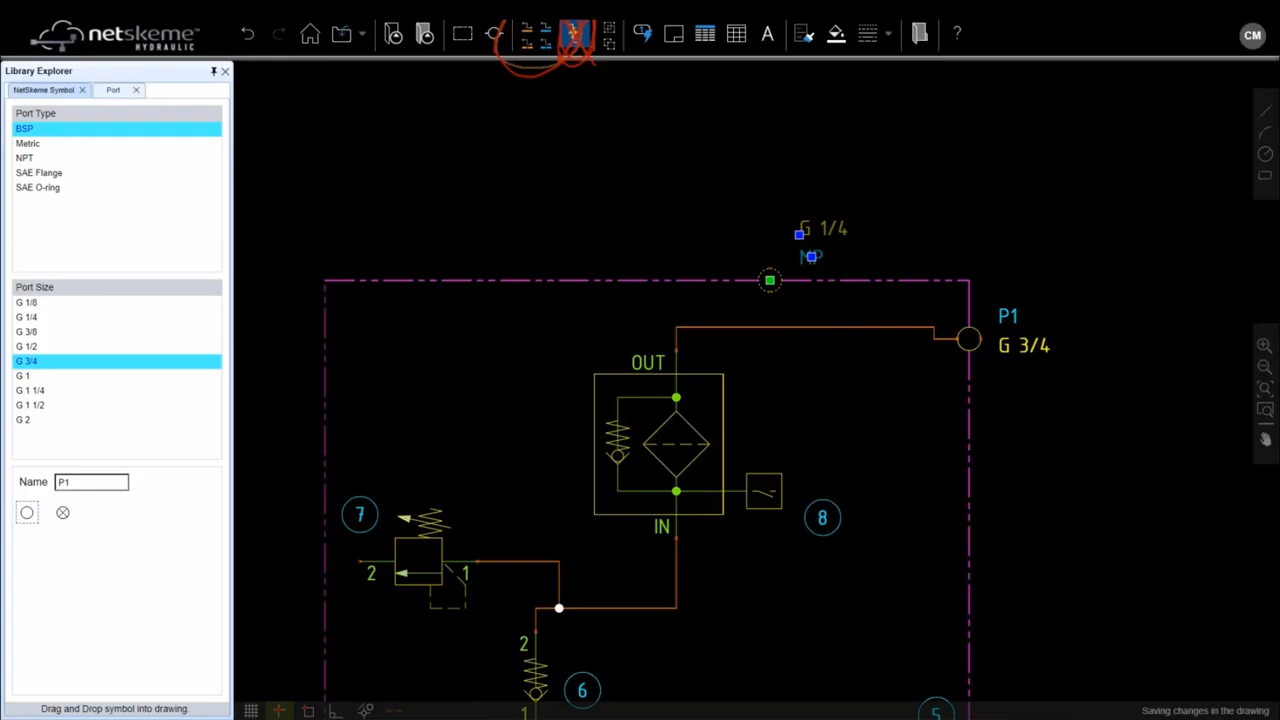 netskeme™
HYDRAULIC
A
?
CM
Library Explorer
NetSkeme Symbol
Port
Port Type
BSP
Metric
NPT
SAE Flange
SAE O-ring
Port Size
G 1/8
G 1/4
G 3/8
G 1/2
G 3/4
G 1
G 1 1/4
G 1 1/2
G 2
Name P1
Drag and Drop symbol into drawing.
G 1/4
MP
P1
G 3/4
OUT
IN
8
7
2
1
2
6
1
5
Saving changes in the drawing